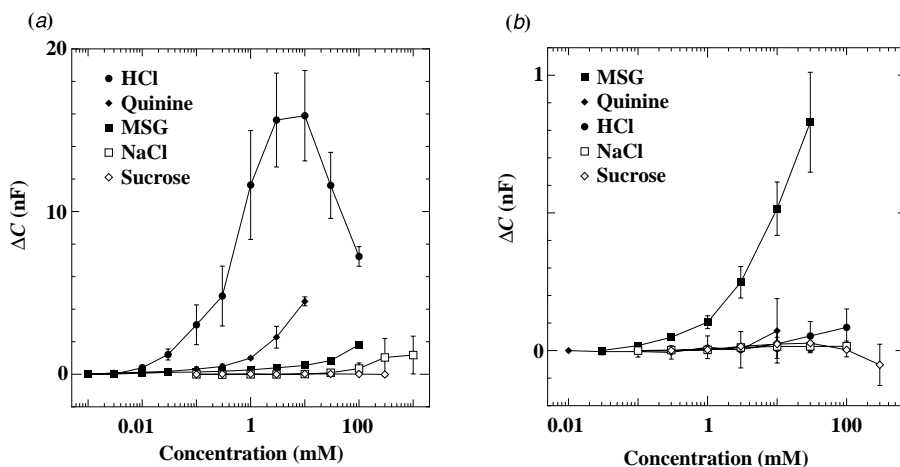 (a)
20
10
0
ΔC (nF)
HCl
Quinine
MSG
NaCl
Sucrose
0.01 1 100
Concentration (mM)
(b)
1
0
ΔC (nF)
MSG
Quinine
HCl
NaCl
Sucrose
0.01 1 100
Concentration (mM)